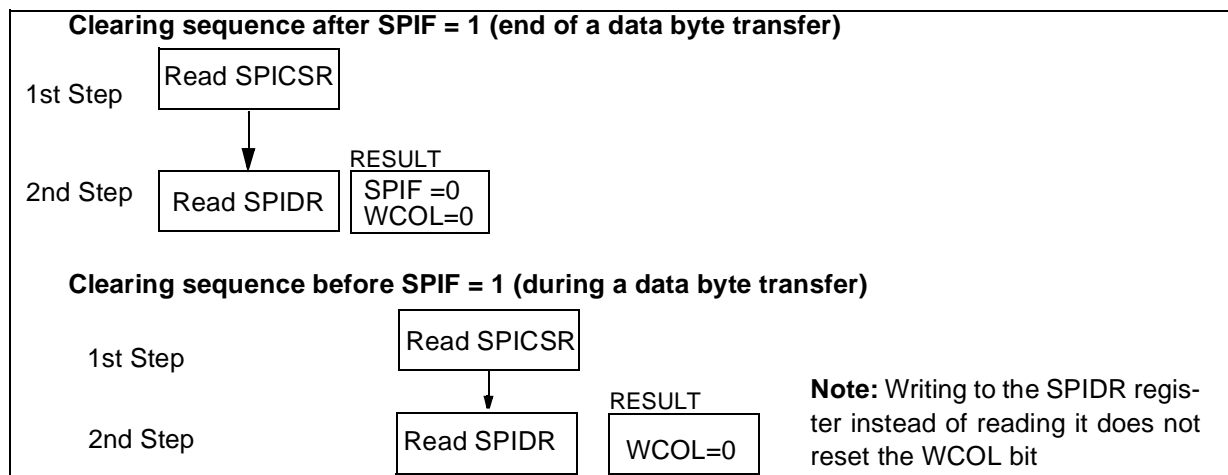 Clearing sequence after SPIF = 1 (end of a data byte transfer)
1st Step
Read SPICSR
2nd Step
Read SPIDR
RESULT
SPIF =0
WCOL=0
Clearing sequence before SPIF = 1 (during a data byte transfer)
1st Step
Read SPICSR
2nd Step
Read SPIDR
RESULT
WCOL=0
Note: Writing to the SPIDR regis-
ter instead of reading it does not
reset the WCOL bit